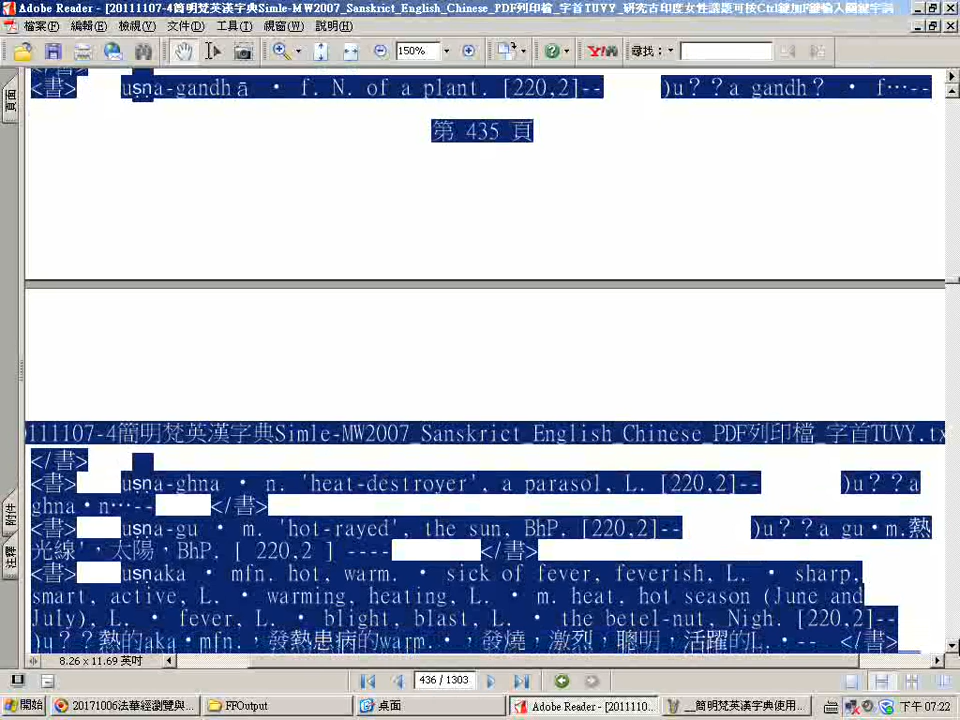 Adobe Reader - [20111107-4簡明梵英漢字典Simle-MW2007_Sanskrict_English_Chinese_PDF列印檔_字首TUVY_研究古印度女性議題可按Ctrl鍵加F鍵輸入關鍵字詞
檔案(F) 編輯(E) 檢視(V) 文件(D) 工具(T) 視窗(W) 說明(H)
150% Y! 尋找：
頁面
<書> uṣṇa-gandhā • f. N. of a plant. [220,2]-- )u？？a gandh？ • f…--
第 435 頁
111107-4簡明梵英漢字典Simle-MW2007_Sanskrict_English_Chinese_PDF列印檔_字首TUVY.tx
</書>
<書> uṣṇa-ghna • n. 'heat-destroyer', a parasol, L. [220,2]-- )u？？a
ghna•n…-- </書>
<書> uṣṇa-gu • m. 'hot-rayed', the sun, BhP. [220,2]-- )u？？a gu•m.熱
光線'，太陽，BhP. [ 220,2 ] ---- </書>
<書> uṣṇaka • mfn. hot, warm. • sick of fever, feverish, L. • sharp,
smart, active, L. • warming, heating, L. • m. heat, hot season (June and
July), L. • fever, L. • blight, blast, L. • the betel-nut, Nigh. [220,2]--
)u？？熱的aka•mfn.，發熱患病的warm.•，發燒，激烈，聰明，活躍的L.•-- </書>
附件
注釋
8.26 x 11.69 英吋
436 / 1303
開始 20171006法華經瀏覽與... FFOutput 桌面 Adobe Reader - [201110... __簡明梵英字典使用... 下午 07:22